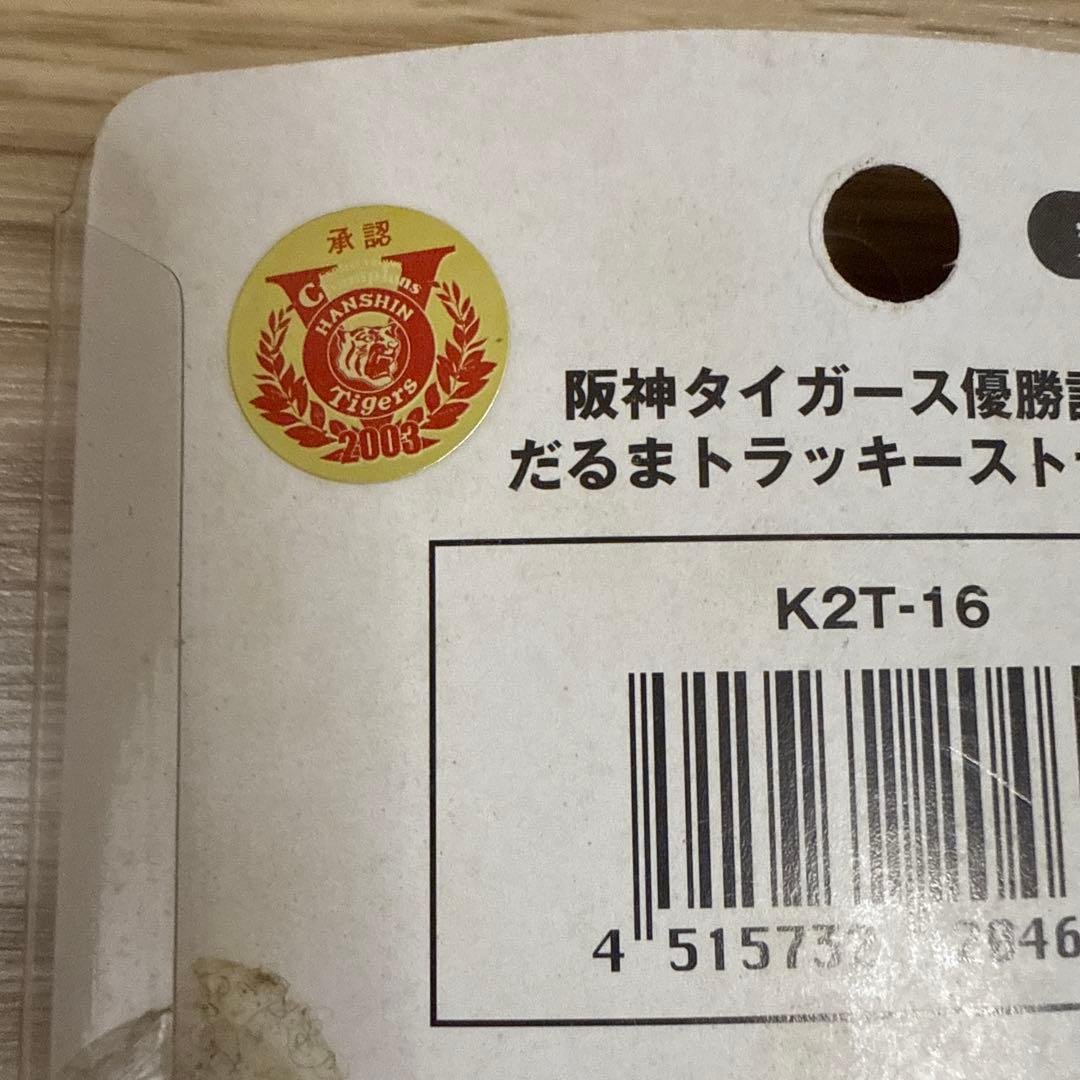 承認
Champions
HANSHIN
Tigers
2003
阪神タイガース優勝
だるまトラッキースト
K2T-16
4 515732 2846